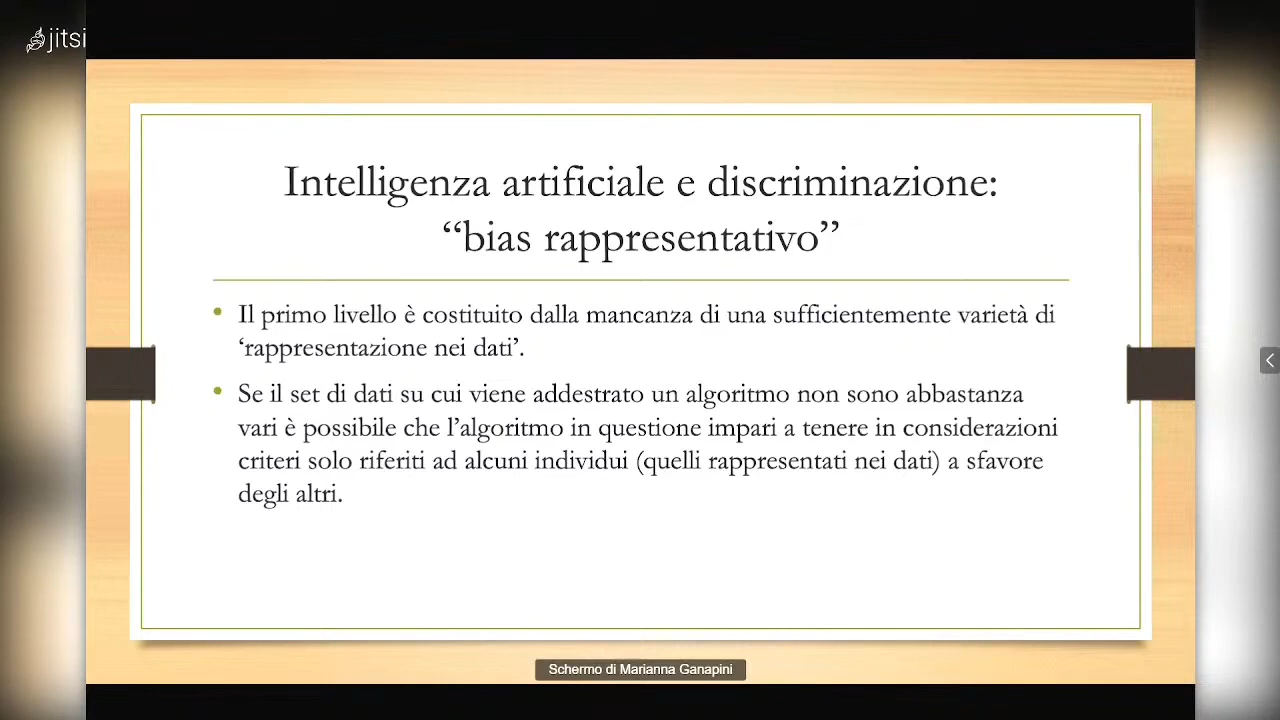 jitsi
Intelligenza artificiale e discriminazione:
“bias rappresentativo”
• Il primo livello è costituito dalla mancanza di una sufficientemente varietà di
‘rappresentazione nei dati’.
• Se il set di dati su cui viene addestrato un algoritmo non sono abbastanza
vari è possibile che l’algoritmo in questione impari a tenere in considerazioni
criteri solo riferiti ad alcuni individui (quelli rappresentati nei dati) a sfavore
degli altri.
Schermo di Marianna Ganapini